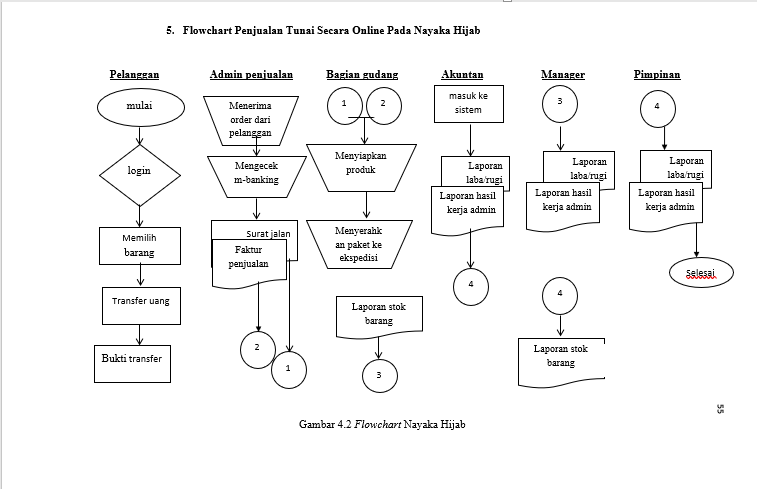 5. Flowchart Penjualan Tunai Secara Online Pada Nayaka Hijab
Pelanggan
mulai
login
Memilih
barang
Transfer uang
Bukti transfer
Admin penjualan
Menerima
order dari
pelanggan
Mengecek
m-banking
Surat jalan
Faktur
penjualan
2
1
Bagian gudang
1
2
Menyiapkan
produk
Menyerahk
an paket ke
ekspedisi
Laporan stok
barang
3
Akuntan
masuk ke
sistem
Laporan
laba/rugi
Laporan hasil
kerja admin
4
Manager
3
Laporan
laba/rugi
Laporan hasil
kerja admin
4
Laporan stok
barang
Pimpinan
4
Laporan
laba/rugi
Laporan hasil
kerja admin
Selesai
55
Gambar 4.2 Flowchart Nayaka Hijab